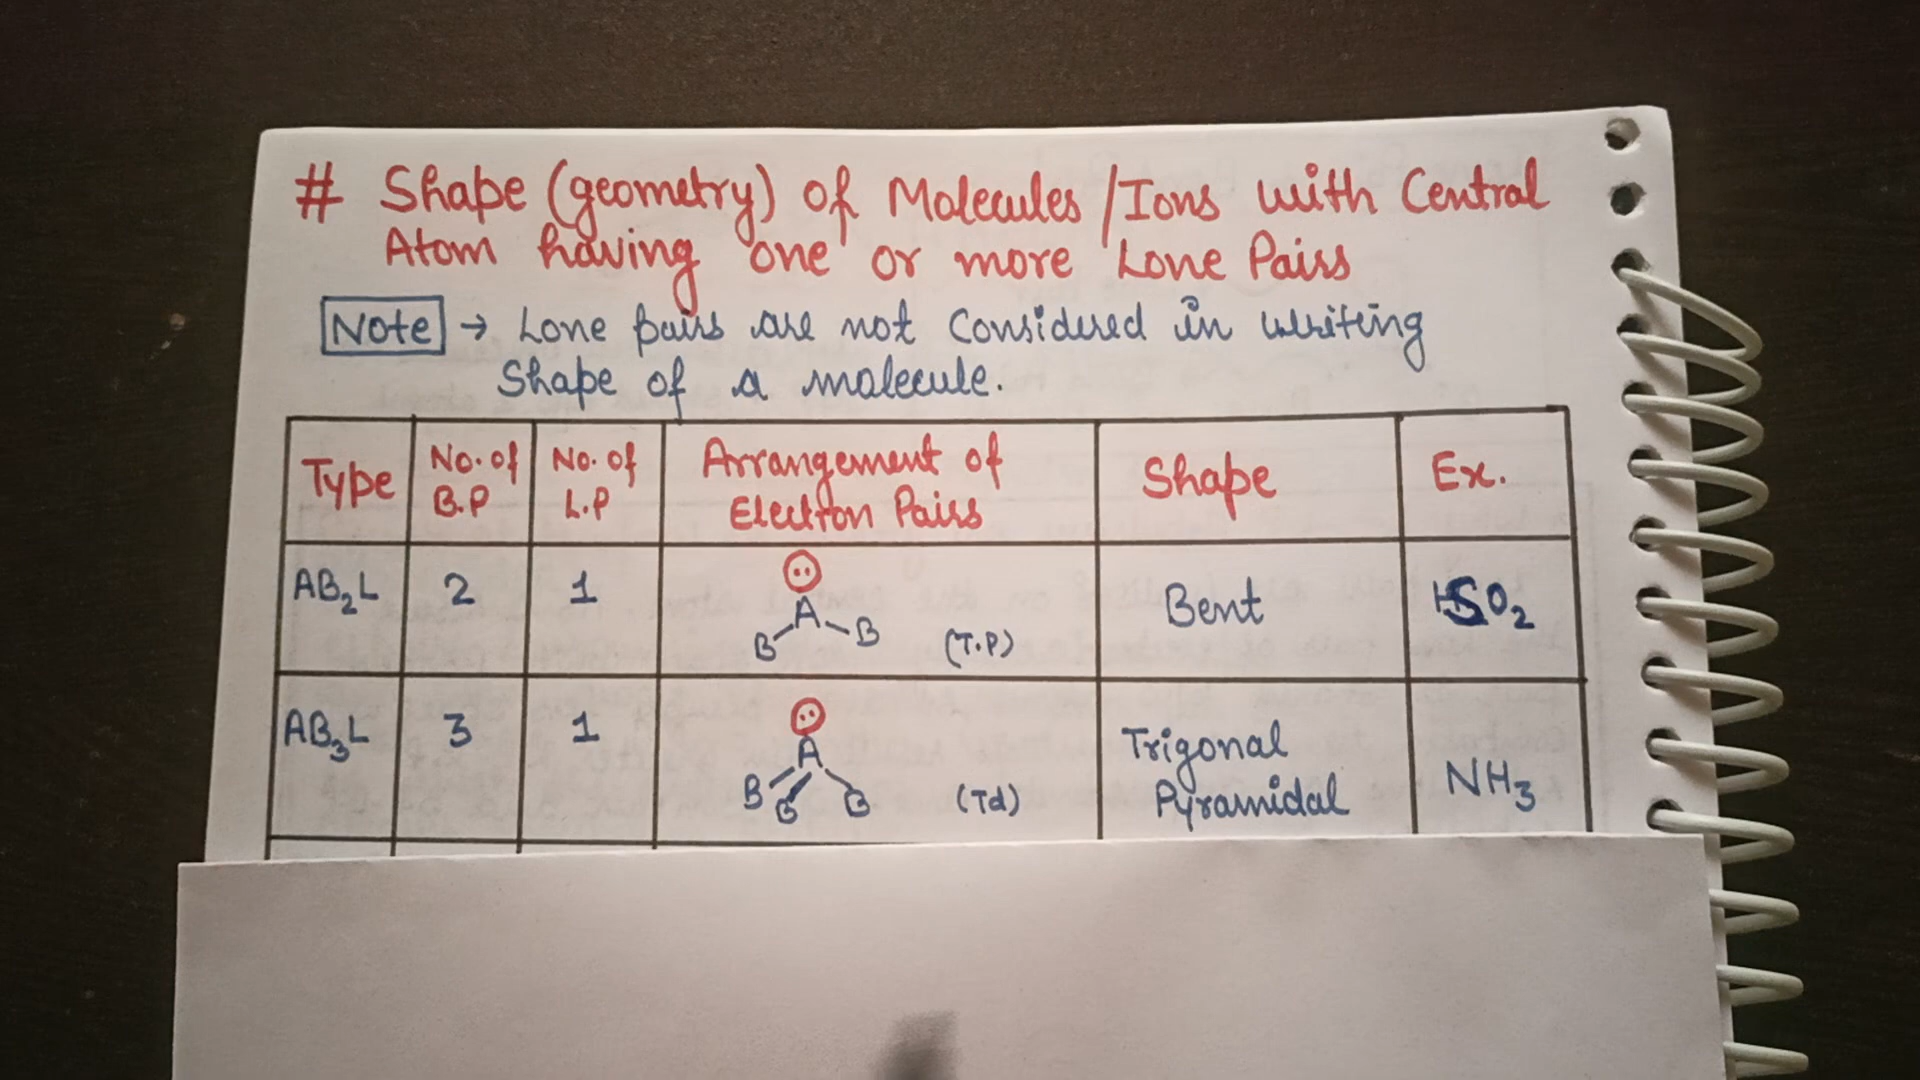 # Shape (geometry) of Molecules / Ions with Central
Atom having one or more Lone Pairs
Note → Lone pairs are not Considered in writing
Shape of a molecule.
Type No. of B.P No. of L.P Arrangement of Electron Pairs Shape Ex.
AB₂L 2 1 A B B (T.P) Bent SO₂
AB₃L 3 1 A B B B (Td) Trigonal Pyramidal NH₃